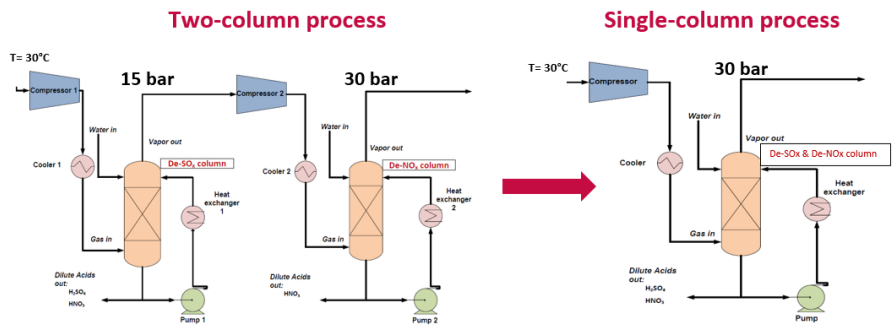 Two-column process
Single-column process
T= 30°C
Compressor 1
15 bar
Water in
Vapor out
Cooler 1
De-SOx column
Heat
exchanger
1
Gas in
Dilute Acids
out:
H₂SO₄
HNO₃
Pump 1
Compressor 2
30 bar
Water in
Vapor out
Cooler 2
De-NOx column
Heat
exchanger
2
Gas in
Dilute Acids
out:
HNO₃
Pump 2
T= 30°C
Compressor
30 bar
Water in
Vapor out
Cooler
De-SOx & De-NOx column
Heat
exchanger
Gas in
Dilute Acids
out:
H₂SO₄
HNO₃
Pump